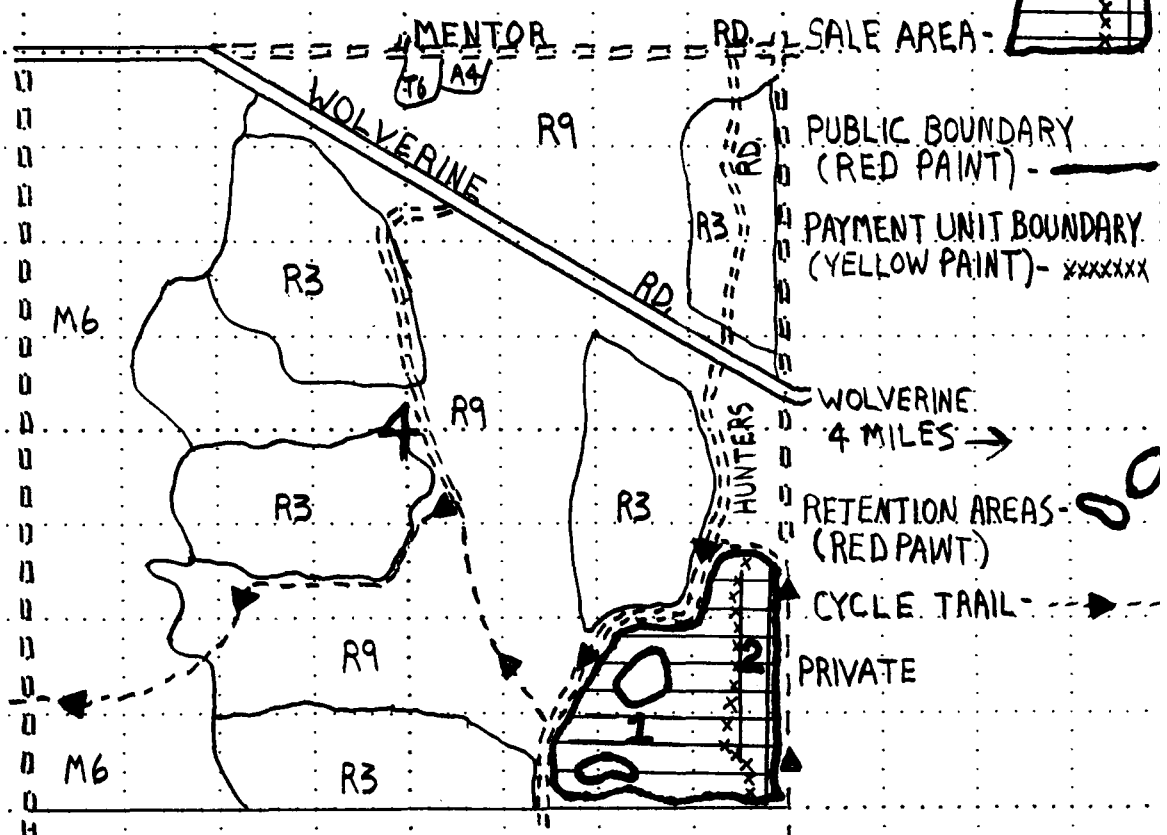 MENTOR RD.
SALE AREA-
T6
A4
WOLVERINE RD.
R9
RD.
PUBLIC BOUNDARY
(RED PAINT)-
R3
PAYMENT UNIT BOUNDARY
(YELLOW PAINT)- xxxxxxx
R3
M6
WOLVERINE
4 MILES
R9
4
HUNTERS
R3
R3
RETENTION AREAS-
(RED PAINT)
CYCLE TRAIL-
R9
2
PRIVATE
1
M6
R3